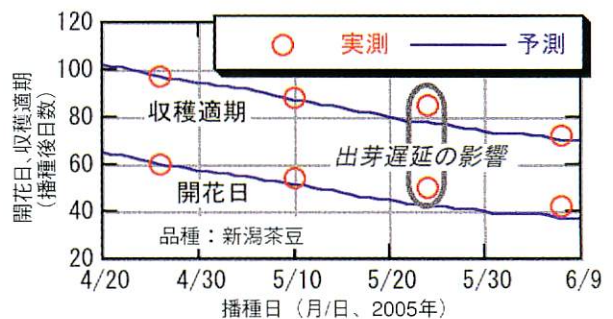 実測 予測
120
100
80
60
40
20
開花日、収穫適期
(播種後日数)
収穫適期
出芽遅延の影響
開花日
品種：新潟茶豆
4/20 4/30 5/10 5/20 5/30 6/9
播種日（月/日、2005年）